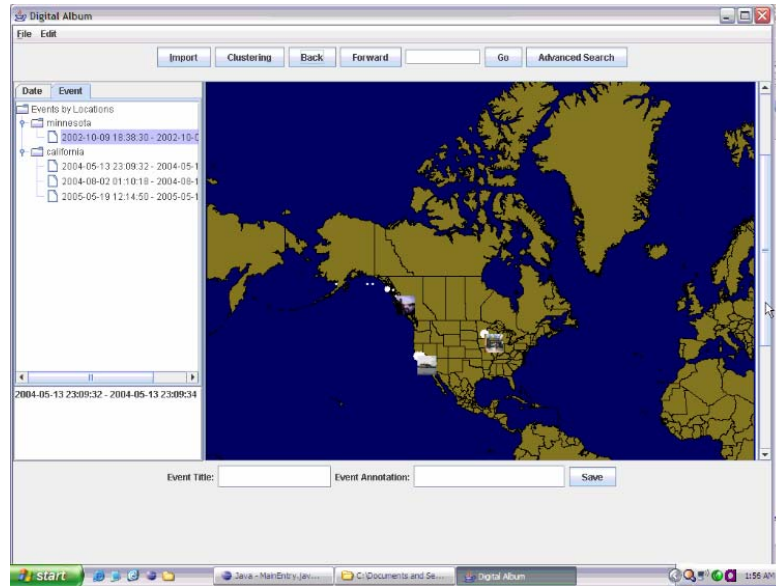 Digital Album
File Edit
Import Clustering Back Forward Go Advanced Search
Date Event
Events by Locations
minnesota
2002-10-09 18:38:30 - 2002-10-0
california
2004-05-13 23:09:32 - 2004-05-1
2004-08-02 01:10:18 - 2004-08-1
2005-05-19 12:14:50 - 2005-05-1
2004-05-13 23:09:32 - 2004-05-13 23:09:34
Event Title: Event Annotation: Save
start Java - MainEntry.jav... C:\Documents and Se... Digital Album 1:56 AM